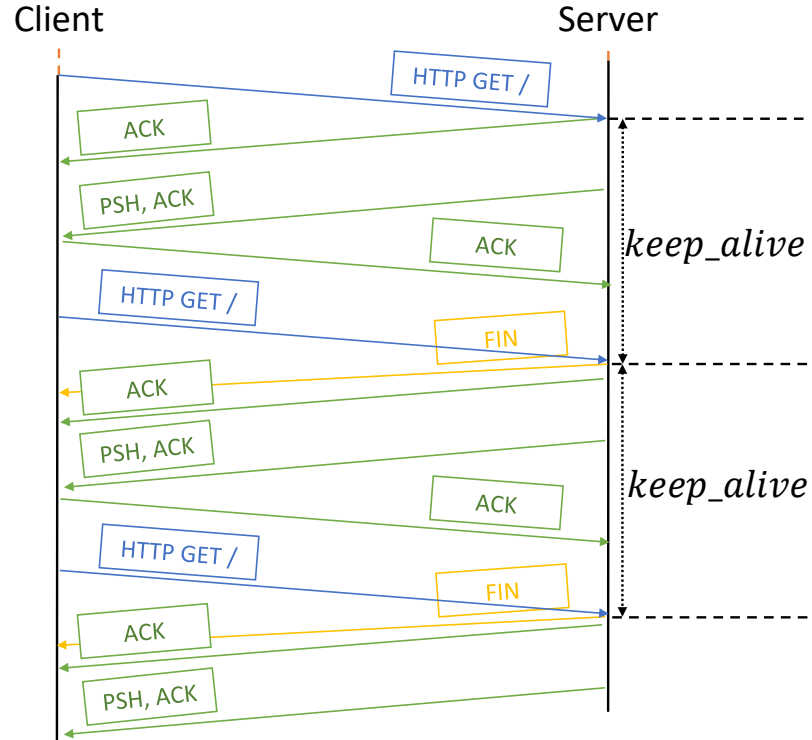 Client
Server
HTTP GET /
ACK
PSH, ACK
ACK
keep_alive
HTTP GET /
FIN
ACK
PSH, ACK
keep_alive
ACK
HTTP GET /
FIN
ACK
PSH, ACK